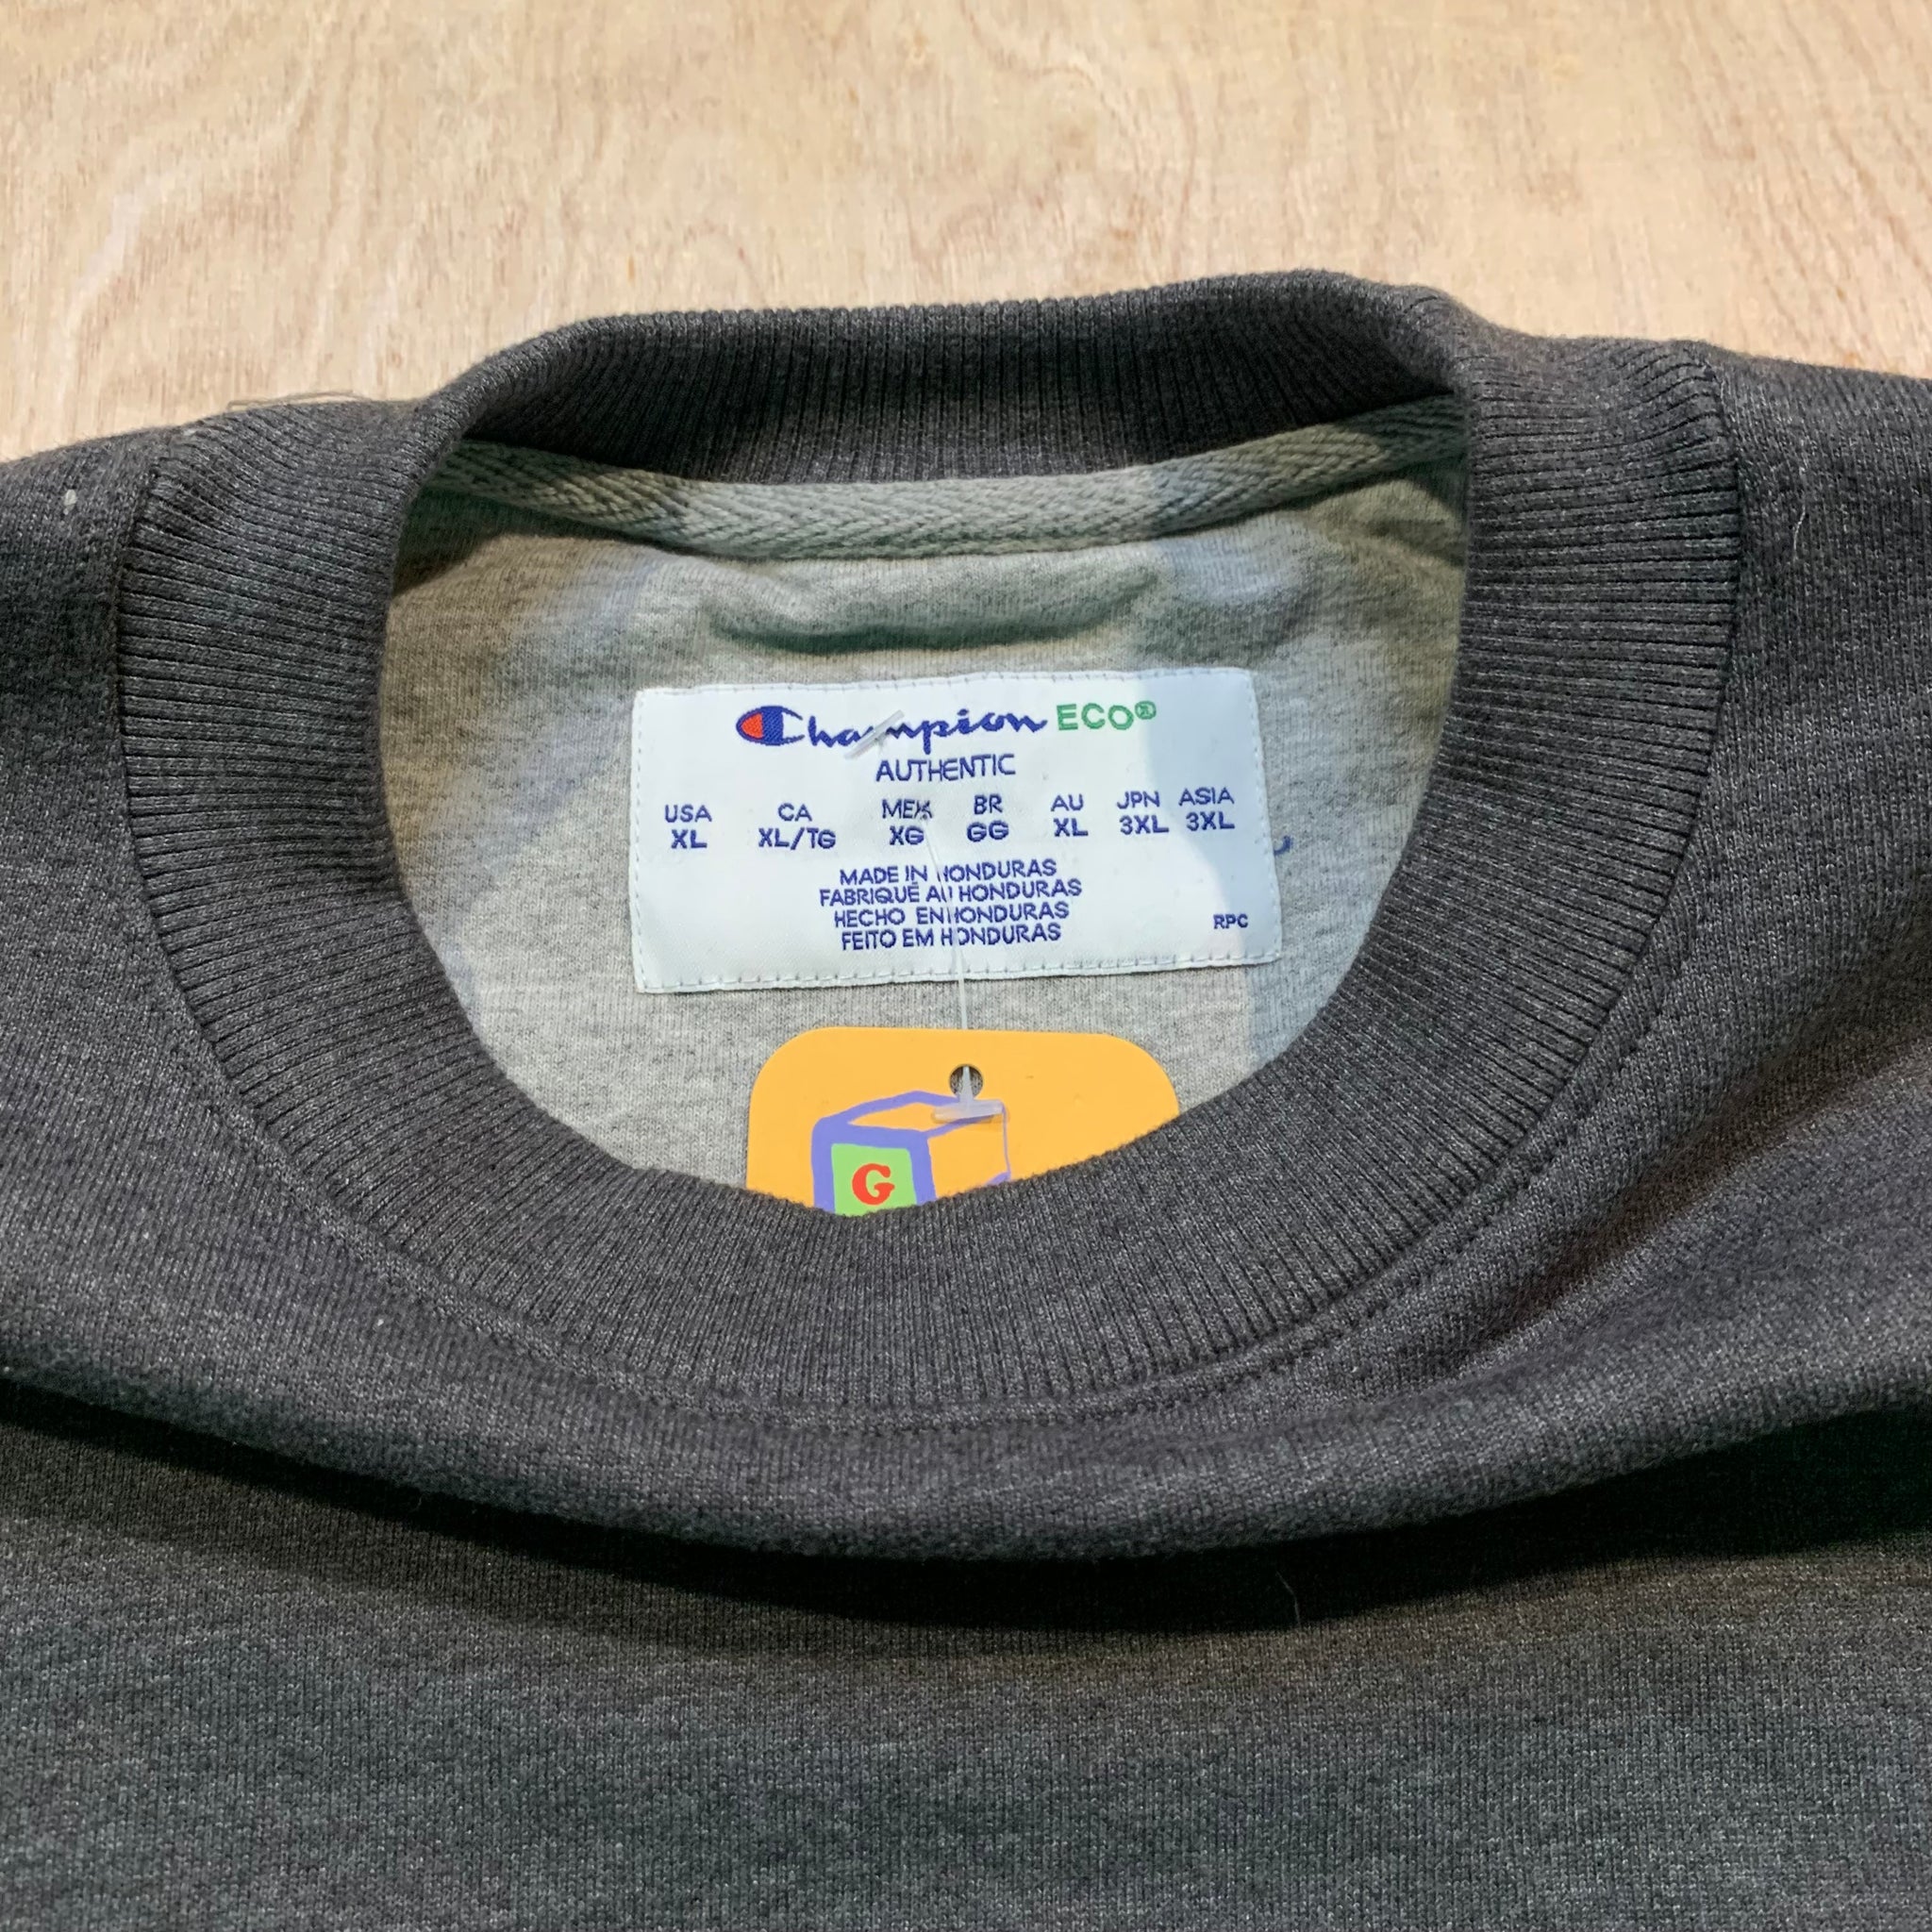 Champion ECO®
AUTHENTIC
USA CA MEX BR AU JPN ASIA
XL XL/TG XG GG XL 3XL 3XL
MADE IN HONDURAS
FABRIQUÉ AU HONDURAS
HECHO EN HONDURAS
FEITO EM HONDURAS
RPC
G